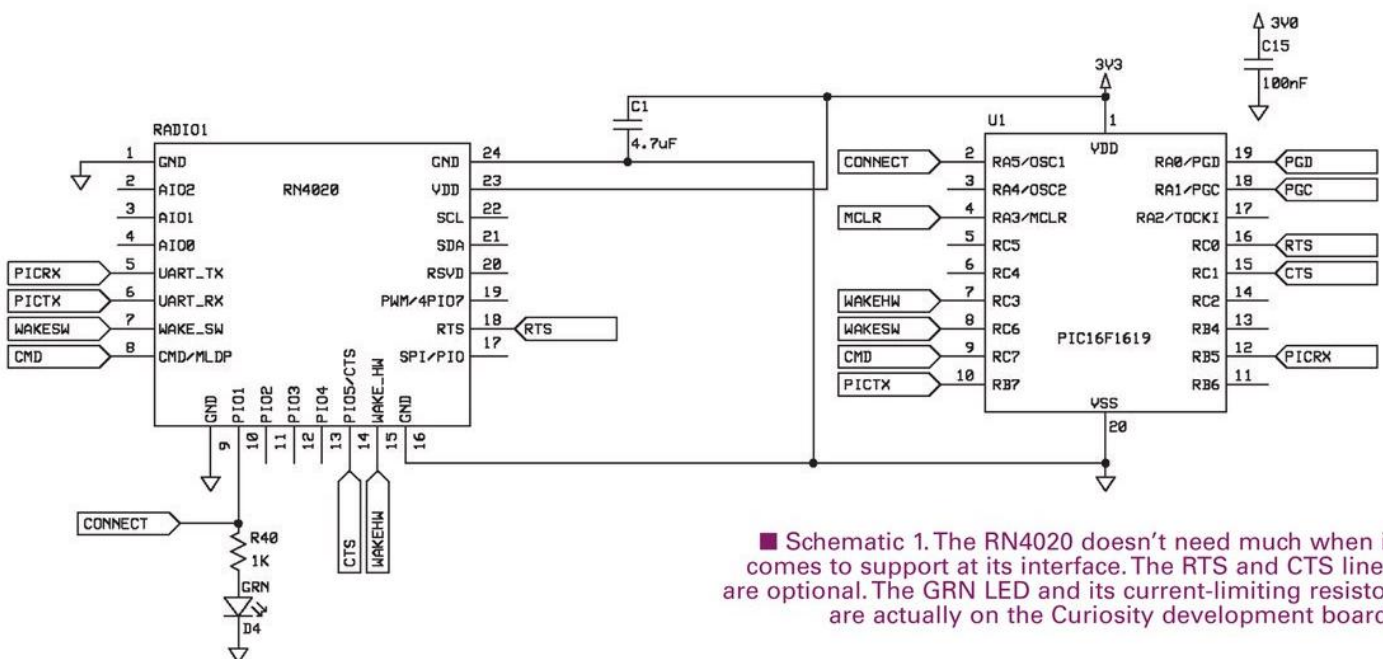 3V0
C15
100nF
3V3
C1
4.7uF
RADIO1
RN4020
1 GND
2 AIO2
3 AIO1
4 AIO0
PICRX 5 UART_TX
PICTX 6 UART_RX
WAKESW 7 WAKE_SW
CMD 8 CMD/MLDP
GND 24
VDD 23
SCL 22
SDA 21
RSVD 20
PWM/4PIO7 19
RTS 18 RTS
SPI/PIO 17
GND 9
PIO1 10
PIO2 11
PIO3 12
PIO4 13
PIO5/CTS 14
WAKE_HW 15
GND 16
CTS
WAKEHW
CONNECT
R40
1K
GRN
D4
U1
1
VDD
CONNECT 2 RA5/OSC1
3 RA4/OSC2
MCLR 4 RA3/MCLR
5 RC5
6 RC4
WAKEHW 7 RC3
WAKESW 8 RC6
CMD 9 RC7
PICTX 10 RB7
RA0/PGD 19 PGD
RA1/PGC 18 PGC
RA2/TOCKI 17
RC0 16 RTS
RC1 15 CTS
RC2 14
RB4 13
RB5 12 PICRX
RB6 11
PIC16F1619
VSS
20
■ Schematic 1. The RN4020 doesn't need much when i
comes to support at its interface. The RTS and CTS line
are optional. The GRN LED and its current-limiting resisto
are actually on the Curiosity development board